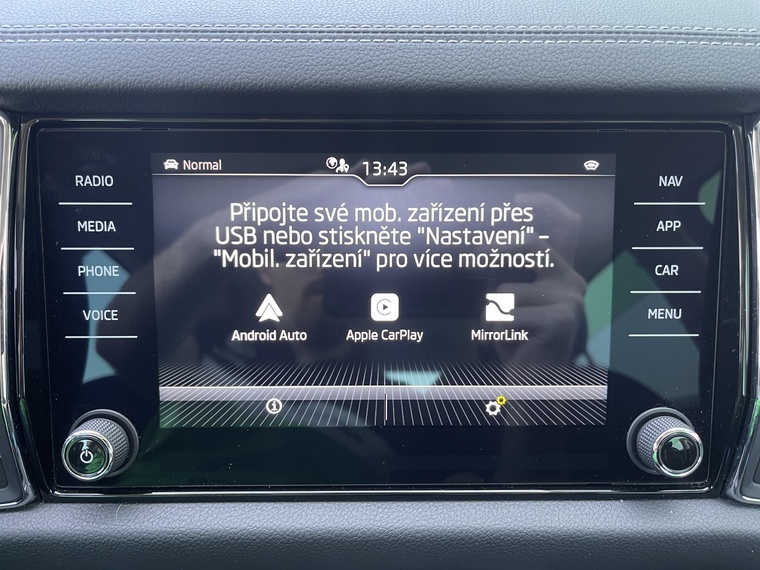 Normal
13:43
RADIO
MEDIA
PHONE
VOICE
Připojte své mob. zařízení přes
USB nebo stiskněte "Nastavení" –
"Mobil. zařízení" pro více možností.
Android Auto
Apple CarPlay
MirrorLink
NAV
APP
CAR
MENU